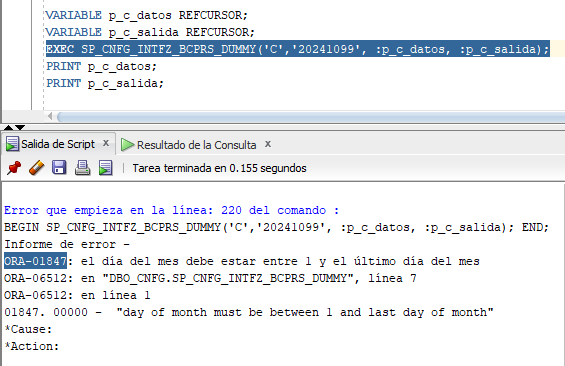 VARIABLE p_c_datos REFCURSOR;
VARIABLE p_c_salida REFCURSOR;
EXEC SP_CNFG_INTFZ_BCPRS_DUMMY('C','20241099', :p_c_datos, :p_c_salida);
PRINT p_c_datos;
PRINT p_c_salida;
Salida de Script x Resultado de la Consulta x
Tarea terminada en 0.155 segundos
Error que empieza en la línea: 220 del comando :
BEGIN SP_CNFG_INTFZ_BCPRS_DUMMY('C','20241099', :p_c_datos, :p_c_salida); END;
Informe de error -
ORA-01847: el día del mes debe estar entre 1 y el último día del mes
ORA-06512: en "DBO_CNFG.SP_CNFG_INTFZ_BCPRS_DUMMY", línea 7
ORA-06512: en línea 1
01847. 00000 -  "day of month must be between 1 and last day of month"
*Cause:
*Action: